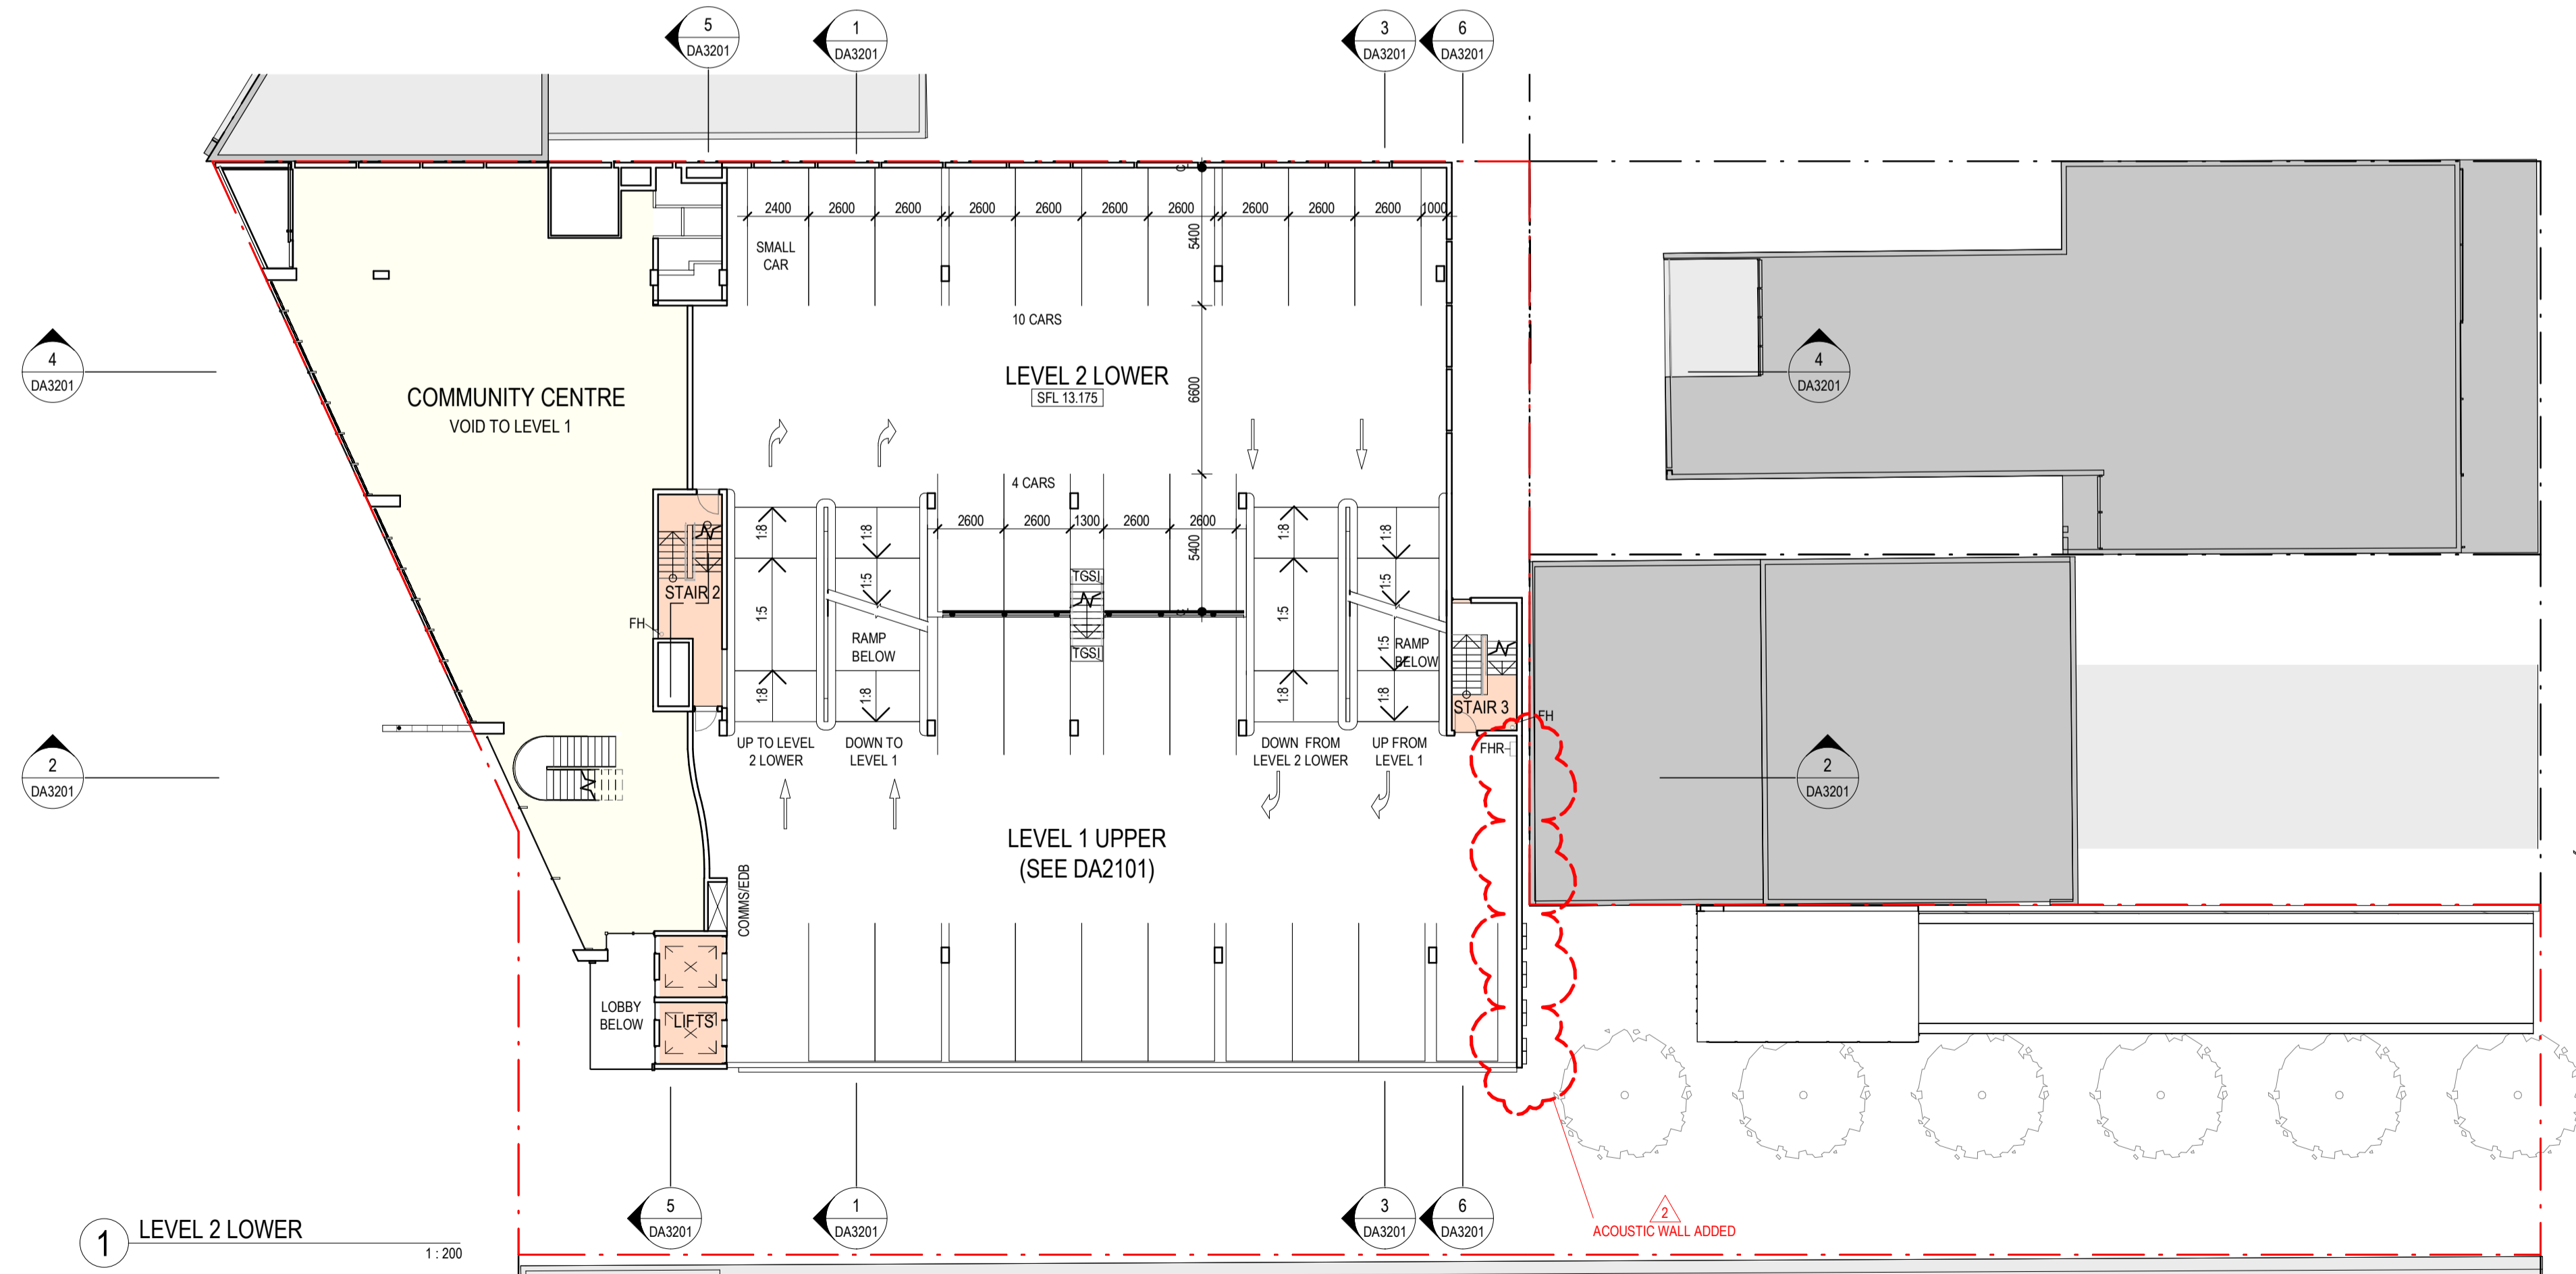 5
DA3201
1
DA3201
3
DA3201
6
DA3201
2400
2600
2600
2600
2600
2600
2600
2600
2600
2600
1000
5400
SMALL
CAR
10 CARS
4
DA3201
4
DA3201
COMMUNITY CENTRE
VOID TO LEVEL 1
LEVEL 2 LOWER
SFL 13.175
6600
4 CARS
2600
2600
1300
2600
2600
5400
1:8
1:8
1:8
1:8
1:5
1:5
1:5
1:5
1:5
1:8
1:8
1:8
1:8
TGSI
TGSI
STAIR 2
FH
RAMP
BELOW
RAMP
BELOW
STAIR 3
FH
FHR
UP TO LEVEL
2 LOWER
DOWN TO
LEVEL 1
DOWN FROM
LEVEL 2 LOWER
UP FROM
LEVEL 1
2
DA3201
2
DA3201
LEVEL 1 UPPER
(SEE DA2101)
COMMS/EDB
LOBBY
BELOW
LIFTS
5
DA3201
1
DA3201
3
DA3201
6
DA3201
2
ACOUSTIC WALL ADDED
1
LEVEL 2 LOWER
1 : 200